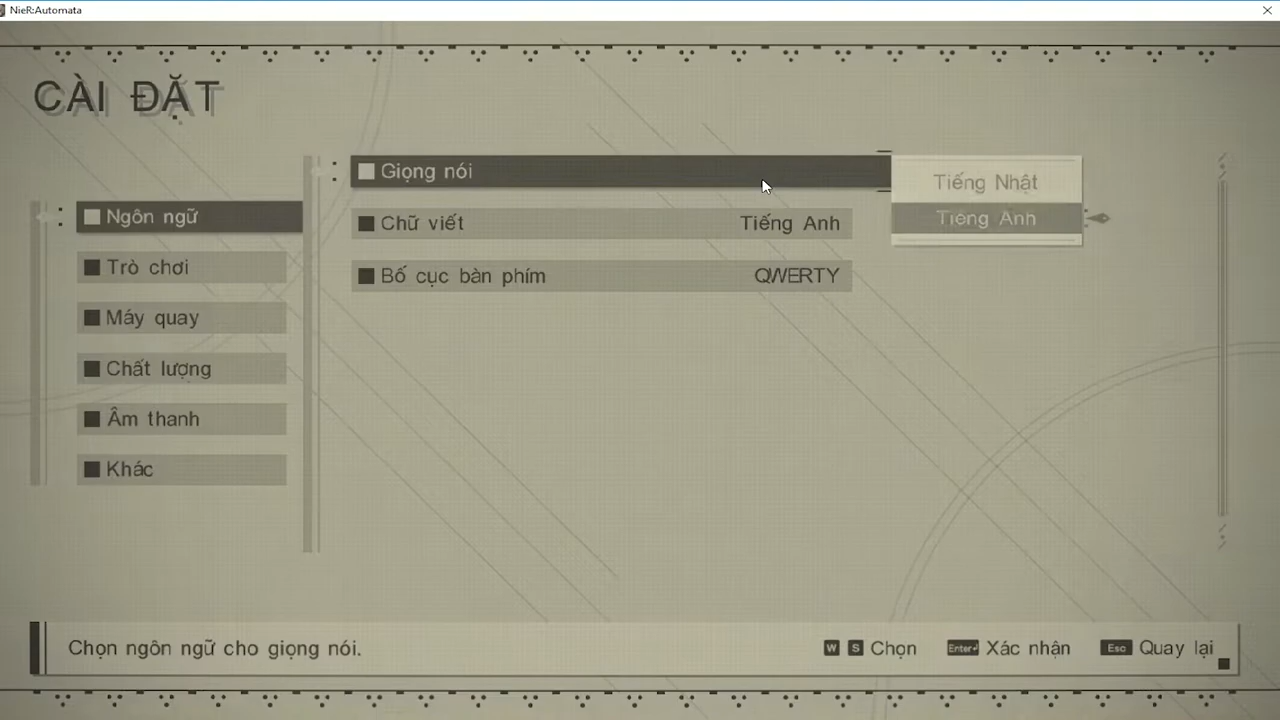 NieR:Automata
CÀI ĐẶT
Ngôn ngữ
Trò chơi
Máy quay
Chất lượng
Âm thanh
Khác
Giọng nói
Chữ viết Tiếng Anh
Bố cục bàn phím QWERTY
Tiếng Nhật
Tiếng Anh
Chọn ngôn ngữ cho giọng nói.
W S Chọn Enter↵ Xác nhận Esc Quay lại